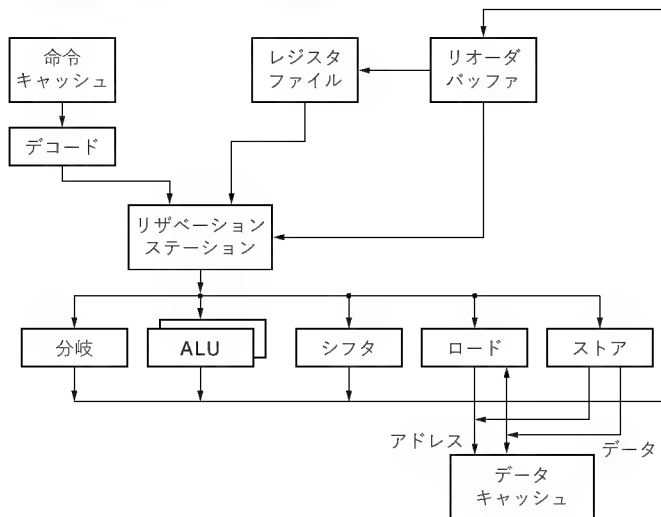 命令
キャッシュ
レジスタ
ファイル
リオーダ
バッファ
デコード
リザベーション
ステーション
分岐
ALU
シフタ
ロード
ストア
アドレス
データ
データ
キャッシュ